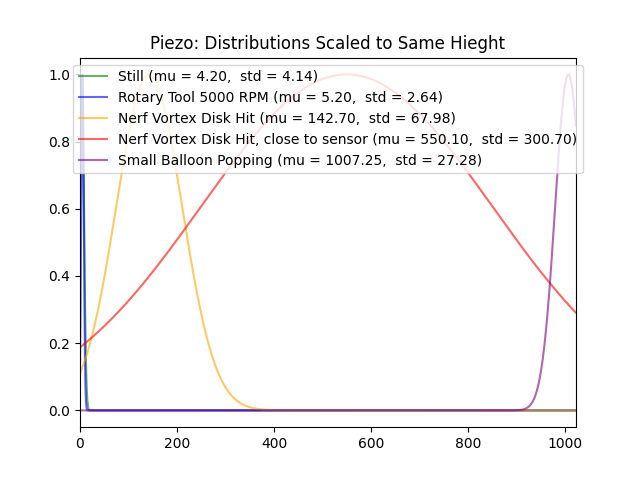 Piezo: Distributions Scaled to Same Hieght
1.0
0.8
0.6
0.4
0.2
0.0
Still (mu = 4.20,  std = 4.14)
Rotary Tool 5000 RPM (mu = 5.20,  std = 2.64)
Nerf Vortex Disk Hit (mu = 142.70,  std = 67.98)
Nerf Vortex Disk Hit, close to sensor (mu = 550.10,  std = 300.70)
Small Balloon Popping (mu = 1007.25,  std = 27.28)
0 200 400 600 800 1000